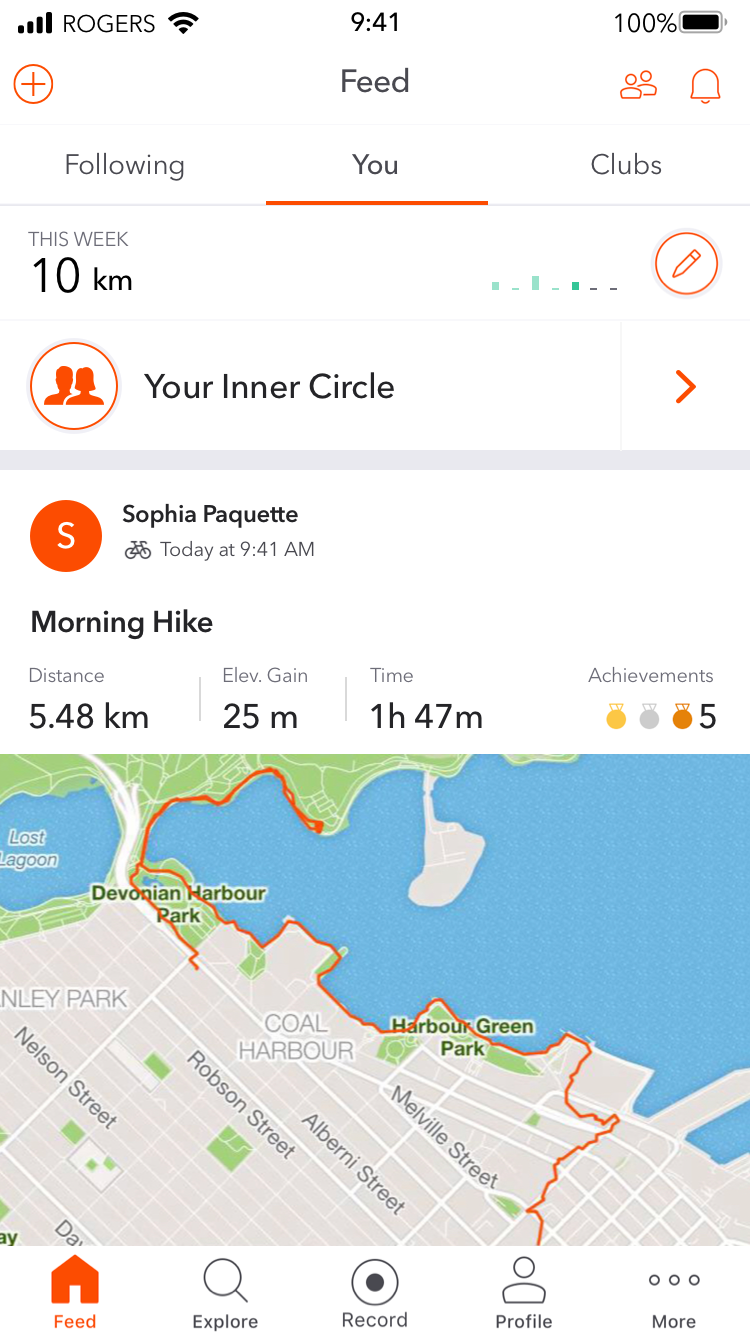 ROGERS 9:41 100%
Feed
Following You Clubs
THIS WEEK
10 km
Your Inner Circle
S
Sophia Paquette
Today at 9:41 AM
Morning Hike
Distance Elev. Gain Time Achievements
5.48 km 25 m 1h 47m 5
Lost
Lagoon
Devonian Harbour
Park
NLEY PARK
COAL
HARBOUR
Harbour Green
Park
Nelson Street
Robson Street
Alberni Street
Melville Street
Da
ay
Feed Explore Record Profile More